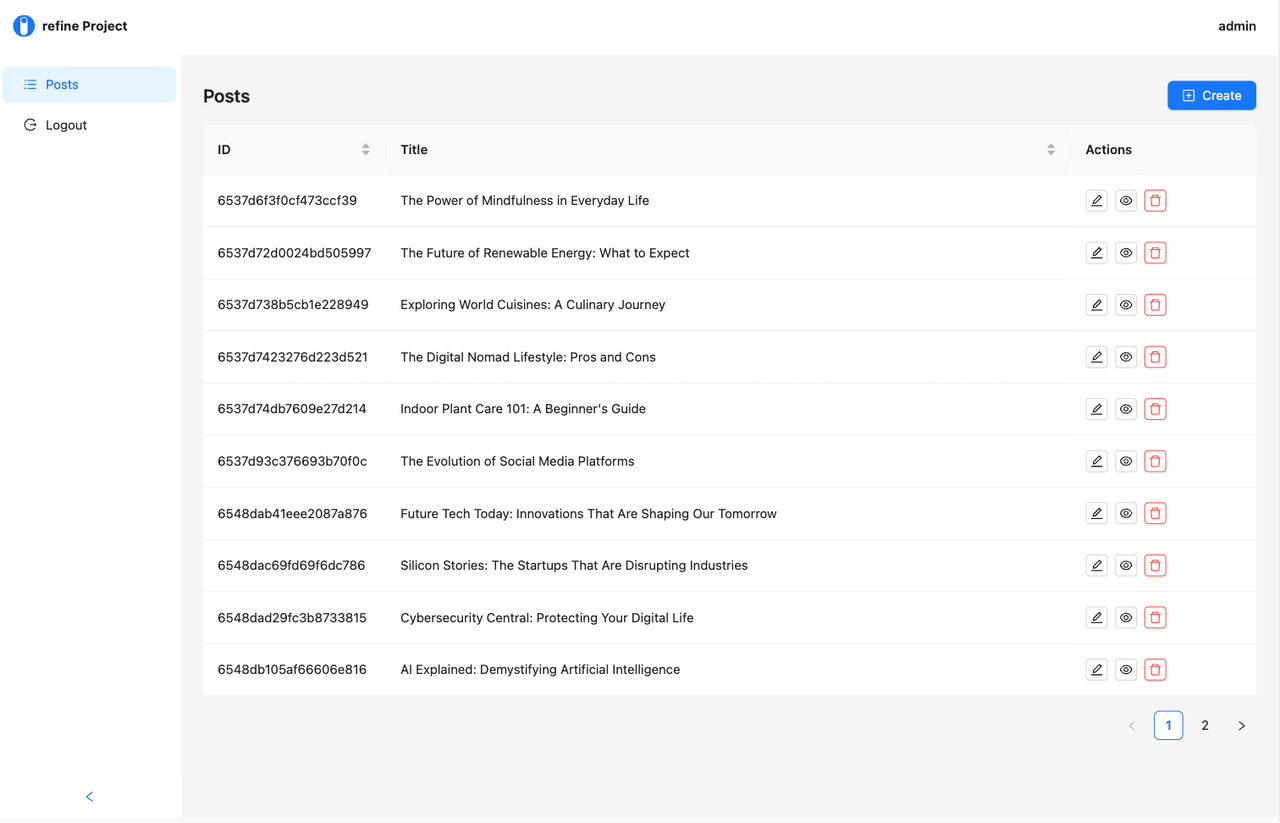 refine Project
admin
Posts
Logout
Posts
Create
ID Title Actions
6537d6f3f0cf473ccf39 The Power of Mindfulness in Everyday Life
6537d72d0024bd505997 The Future of Renewable Energy: What to Expect
6537d738b5cb1e228949 Exploring World Cuisines: A Culinary Journey
6537d7423276d223d521 The Digital Nomad Lifestyle: Pros and Cons
6537d74db7609e27d214 Indoor Plant Care 101: A Beginner's Guide
6537d93c376693b70f0c The Evolution of Social Media Platforms
6548dab41eee2087a876 Future Tech Today: Innovations That Are Shaping Our Tomorrow
6548dac69fd69f6dc786 Silicon Stories: The Startups That Are Disrupting Industries
6548dad29fc3b8733815 Cybersecurity Central: Protecting Your Digital Life
6548db105af66606e816 AI Explained: Demystifying Artificial Intelligence
1 2